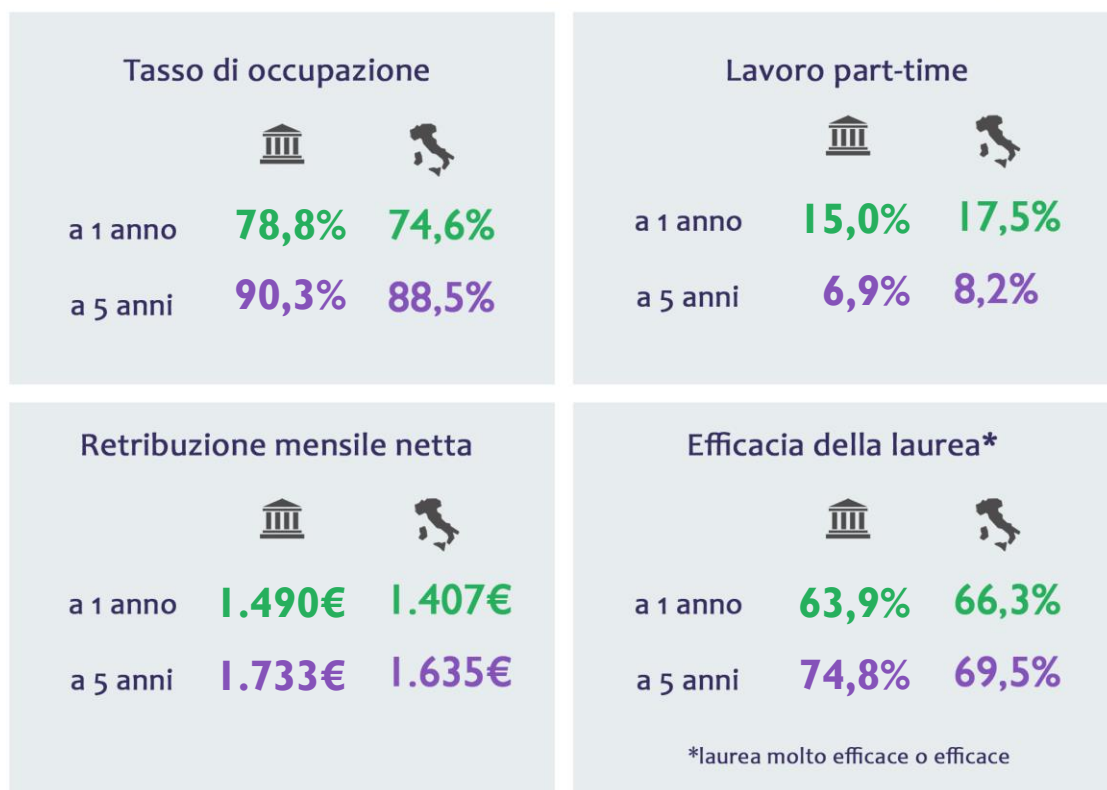 Tasso di occupazione
a 1 anno 78,8% 74,6%
a 5 anni 90,3% 88,5%
Lavoro part-time
a 1 anno 15,0% 17,5%
a 5 anni 6,9% 8,2%
Retribuzione mensile netta
a 1 anno 1.490€ 1.407€
a 5 anni 1.733€ 1.635€
Efficacia della laurea*
a 1 anno 63,9% 66,3%
a 5 anni 74,8% 69,5%
*laurea molto efficace o efficace